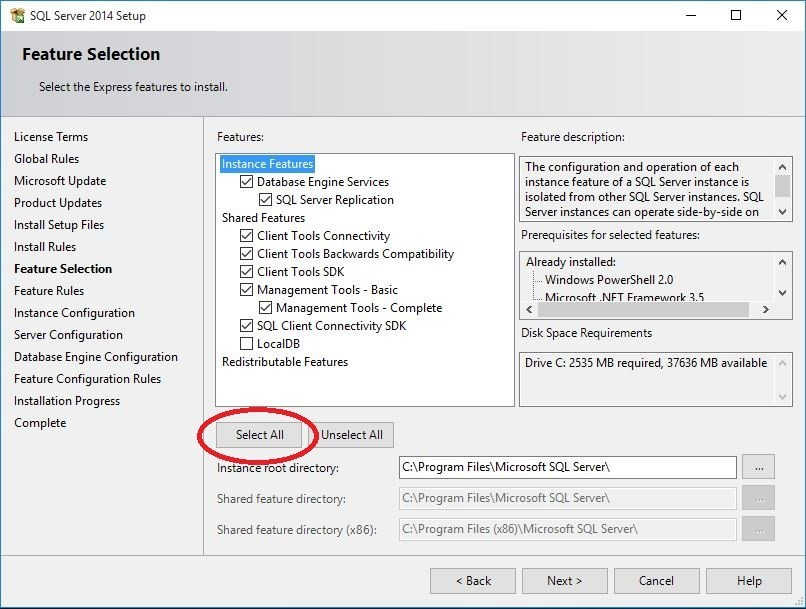 SQL Server 2014 Setup
Feature Selection
Select the Express features to install.
License Terms
Global Rules
Microsoft Update
Product Updates
Install Setup Files
Install Rules
Feature Selection
Feature Rules
Instance Configuration
Server Configuration
Database Engine Configuration
Feature Configuration Rules
Installation Progress
Complete
Features:
Instance Features
Database Engine Services
SQL Server Replication
Shared Features
Client Tools Connectivity
Client Tools Backwards Compatibility
Client Tools SDK
Management Tools - Basic
Management Tools - Complete
SQL Client Connectivity SDK
LocalDB
Redistributable Features
Feature description:
The configuration and operation of each
instance feature of a SQL Server instance is
isolated from other SQL Server instances. SQL
Server instances can operate side-by-side on
Prerequisites for selected features:
Already installed:
Windows PowerShell 2.0
Microsoft .NET Framework 3.5
Disk Space Requirements
Drive C: 2535 MB required, 37636 MB available
Select All
Unselect All
Instance root directory:
C:\Program Files\Microsoft SQL Server\
...
Shared feature directory:
C:\Program Files\Microsoft SQL Server\
...
Shared feature directory (x86):
C:\Program Files (x86)\Microsoft SQL Server\
...
< Back
Next >
Cancel
Help